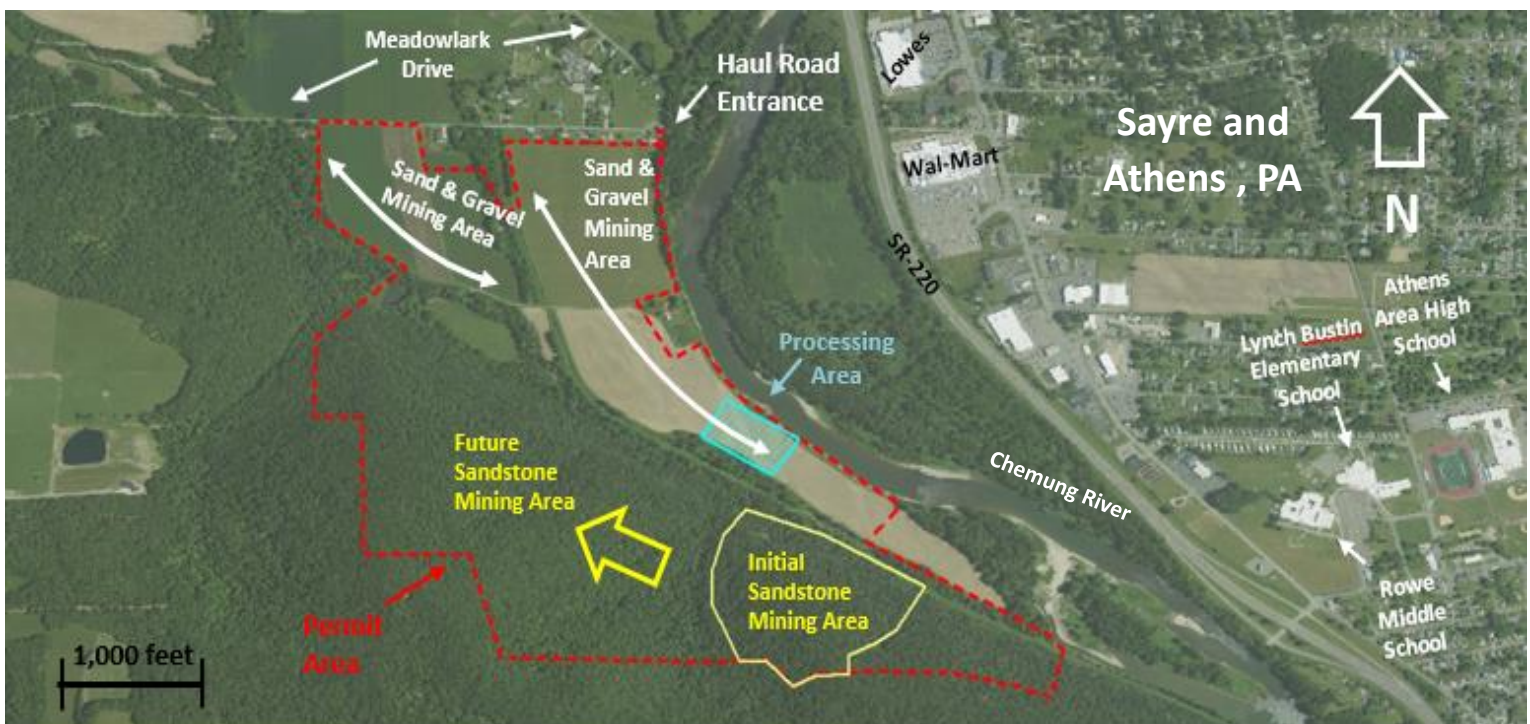 Meadowlark
Drive
Haul Road
Entrance
Lowes
Sayre and
Athens , PA
N
Wal-Mart
Sand & Gravel
Mining Area
Sand &
Gravel
Mining
Area
SR-220
Athens
Area High
School
Lynch Bustin
Elementary
School
Processing
Area
Future
Sandstone
Mining Area
Chemung River
Initial
Sandstone
Mining Area
Rowe
Middle
School
Permit
Area
1,000 feet